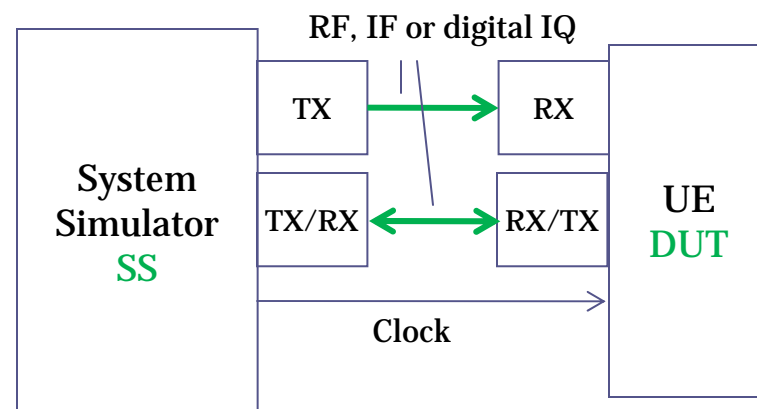 RF, IF or digital IQ
TX
RX
System
Simulator
SS
TX/RX
RX/TX
UE
DUT
Clock